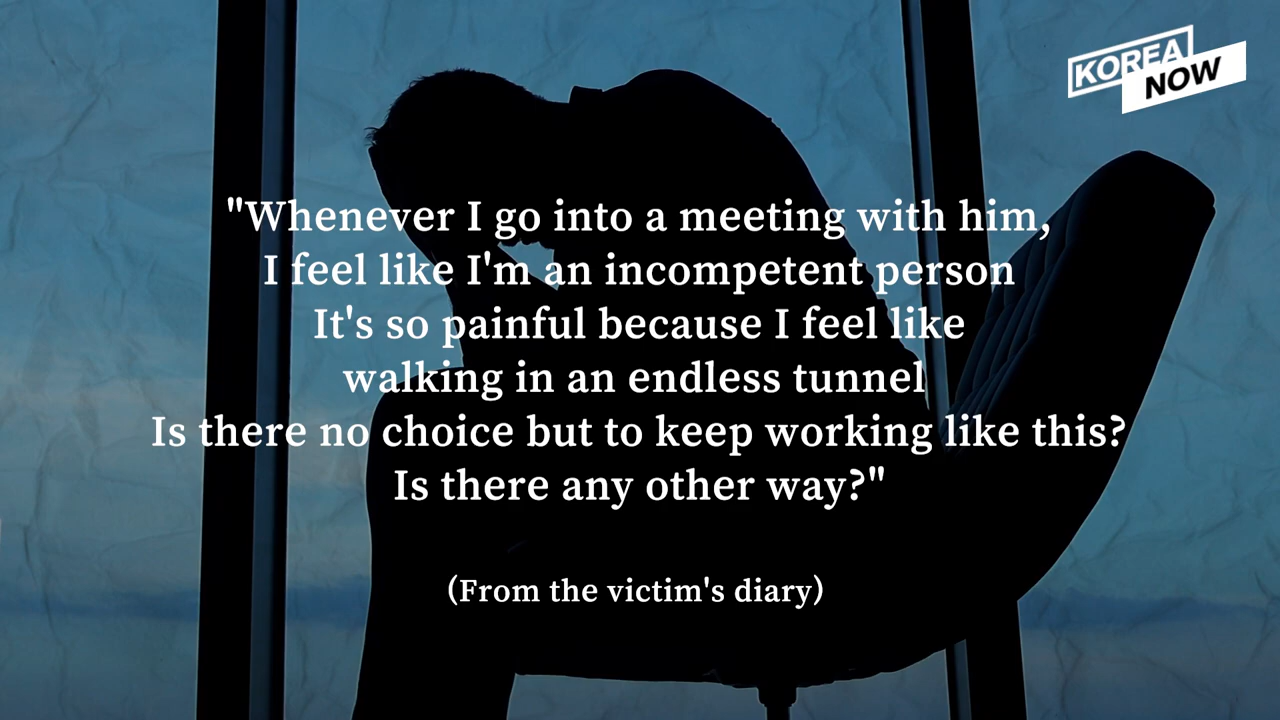 KOREA
NOW
"Whenever I go into a meeting with him,
I feel like I'm an incompetent person
It's so painful because I feel like
walking in an endless tunnel
Is there no choice but to keep working like this?
Is there any other way?"
(From the victim's diary)